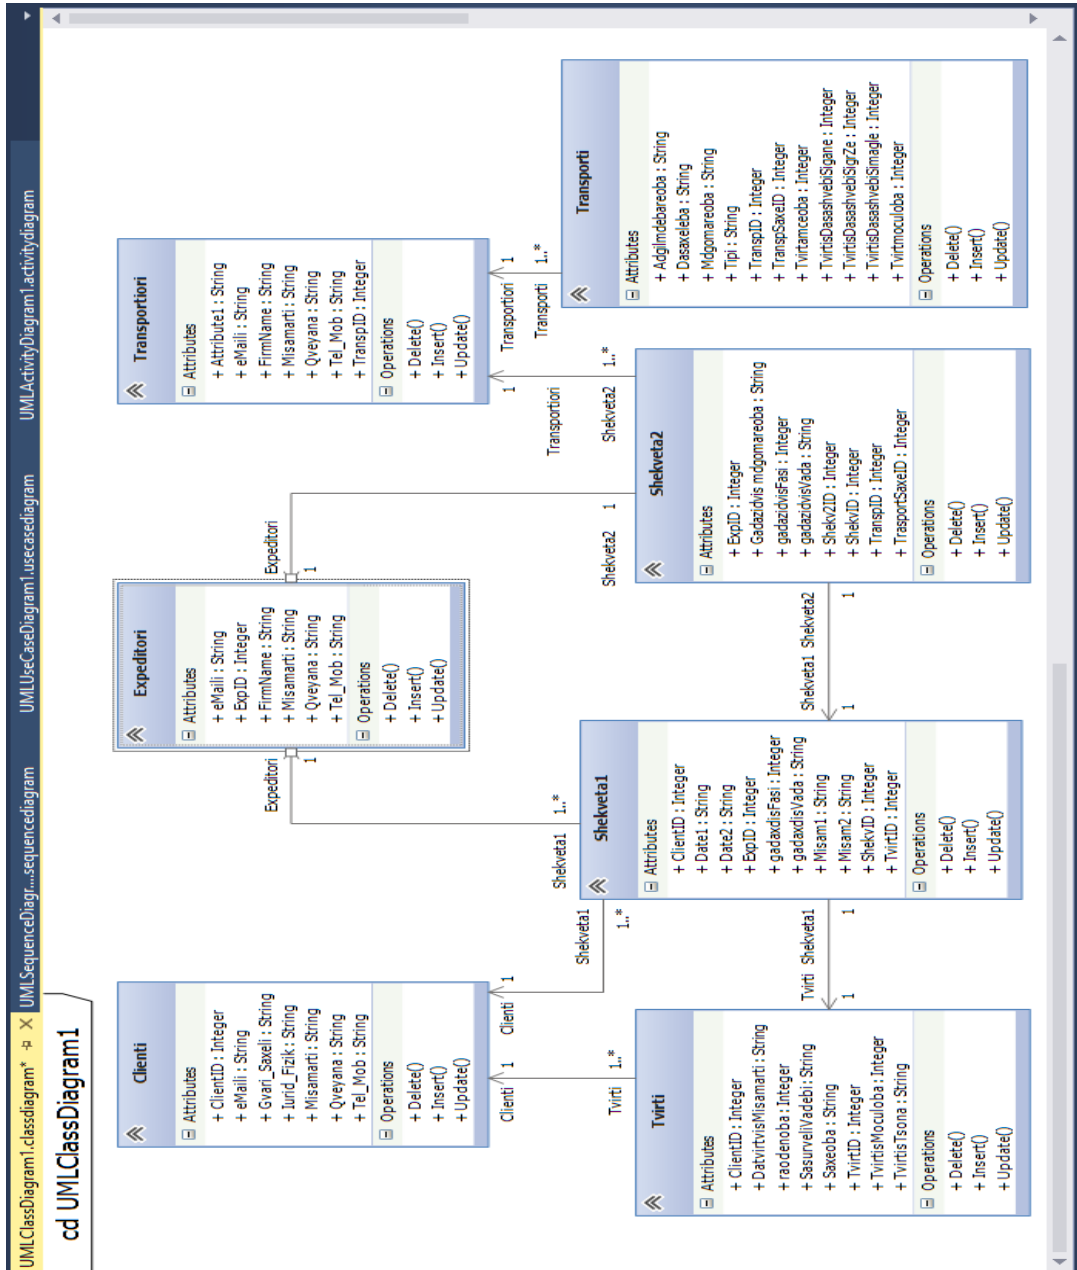 UMLClassDiagram1.classdiagram*
UMLSequenceDiagr...sequencediagram
UMLUseCaseDiagram1.usecasediagram
UMLActivityDiagram1.activitydiagram
cd UMLClassDiagram1
Clienti
Attributes
+ ClientID : Integer
+ eMaili : String
+ Gvari_Saxeli : String
+ Iurid_Fizik : String
+ Misamarti : String
+ Qveyana : String
+ Tel_Mob : String
Operations
+ Delete()
+ Insert()
+ Update()
Expeditori
Attributes
+ eMaili : String
+ ExpID : Integer
+ FirmName : String
+ Misamarti : String
+ Qveyana : String
+ Tel_Mob : String
Operations
+ Delete()
+ Insert()
+ Update()
Transportiori
Attributes
+ Attribute1 : String
+ eMaili : String
+ FirmName : String
+ Misamarti : String
+ Qveyana : String
+ Tel_Mob : String
+ TranspID : Integer
Operations
+ Delete()
+ Insert()
+ Update()
Expeditori
1
Expeditori
1
Clienti 1
Clienti 1
Transportiori 1
Transportiori
1
Tvirti 1..*
Shekveta1
1..*
Shekveta1 1..*
Shekveta2 1
Shekveta2 1..*
Transporti 1..*
Tvirti
Attributes
+ ClientID : Integer
+ DatvirtvisMisamarti : String
+ raodenoba : Integer
+ SasurveliVadebi : String
+ Saxeoba : String
+ TvirtID : Integer
+ TvirtisMoculoba : Integer
+ TvirtisTsona : String
Operations
+ Delete()
+ Insert()
+ Update()
Tvirti Shekveta1
1 1
Shekveta1
Attributes
+ ClientID : Integer
+ Date1 : String
+ Date2 : String
+ ExpID : Integer
+ gadaxdisFasi : Integer
+ gadaxdisVada : String
+ Misam1 : String
+ Misam2 : String
+ ShekvID : Integer
+ TvirtID : Integer
Operations
+ Delete()
+ Insert()
+ Update()
Shekveta1 Shekveta2
1 1
Shekveta2
Attributes
+ ExpID : Integer
+ Gadazidvis mdgomareoba : String
+ gadazidvisFasi : Integer
+ gadazidvisVada : String
+ Shekv2ID : Integer
+ ShekvID : Integer
+ TranspID : Integer
+ TrasportSaxeID : Integer
Operations
+ Delete()
+ Insert()
+ Update()
Transporti
Attributes
+ Adgilmdebareoba : String
+ Dasaxeleba : String
+ Mdgomareoba : String
+ Tipi : String
+ TranspID : Integer
+ TranspSaxeID : Integer
+ Tvirtamceoba : Integer
+ TvirtisDasashvebiSigane : Integer
+ TvirtisDasashvebiSigrZe : Integer
+ TvirtisDasashvebiSimagle : Integer
+ Tvirtmoculoba : Integer
Operations
+ Delete()
+ Insert()
+ Update()